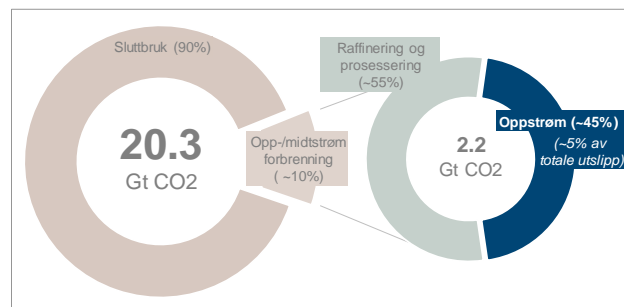 Sluttbruk (90%)
20.3
Gt CO2
Opp-/midtstrøm
forbrenning
( ~10%)
Raffinering og
prosessering
(~55%)
2.2
Gt CO2
Oppstrøm (~45%)
(~5% av
totale utslipp)